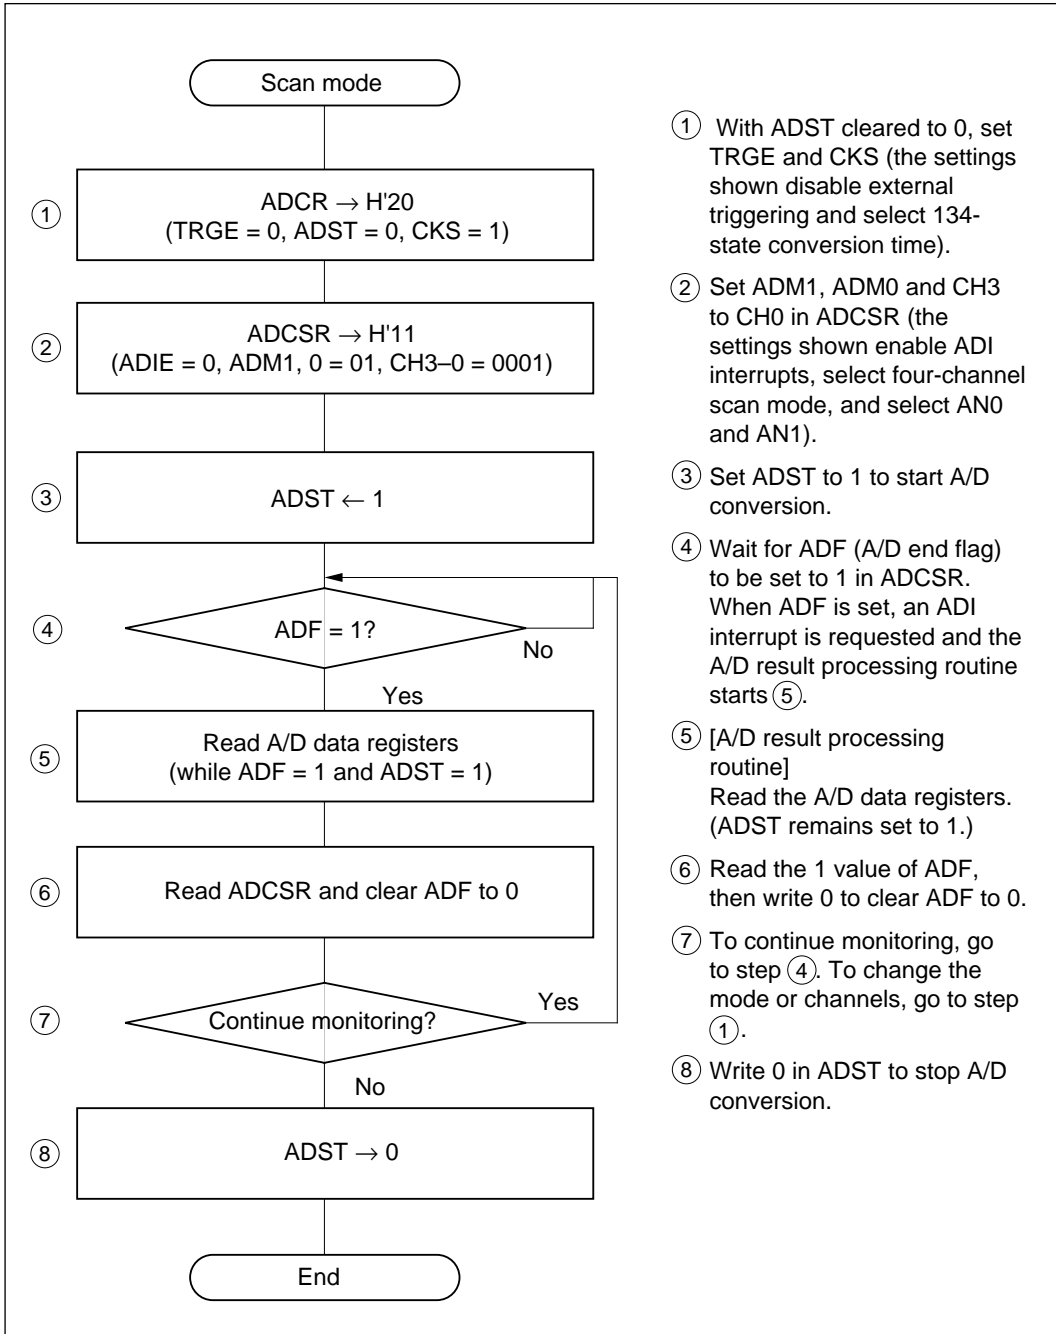 Scan mode
①
ADCR → H'20
(TRGE = 0, ADST = 0, CKS = 1)
②
ADCSR → H'11
(ADIE = 0, ADM1, 0 = 01, CH3–0 = 0001)
③
ADST ← 1
④
ADF = 1?
No
Yes
⑤
Read A/D data registers
(while ADF = 1 and ADST = 1)
⑥
Read ADCSR and clear ADF to 0
⑦
Continue monitoring?
Yes
No
⑧
ADST → 0
End
① With ADST cleared to 0, set
TRGE and CKS (the settings
shown disable external
triggering and select 134-
state conversion time).
② Set ADM1, ADM0 and CH3
to CH0 in ADCSR (the
settings shown enable ADI
interrupts, select four-channel
scan mode, and select AN0
and AN1).
③ Set ADST to 1 to start A/D
conversion.
④ Wait for ADF (A/D end flag)
to be set to 1 in ADCSR.
When ADF is set, an ADI
interrupt is requested and the
A/D result processing routine
starts ⑤.
⑤ [A/D result processing
routine]
Read the A/D data registers.
(ADST remains set to 1.)
⑥ Read the 1 value of ADF,
then write 0 to clear ADF to 0.
⑦ To continue monitoring, go
to step ④. To change the
mode or channels, go to step
①.
⑧ Write 0 in ADST to stop A/D
conversion.